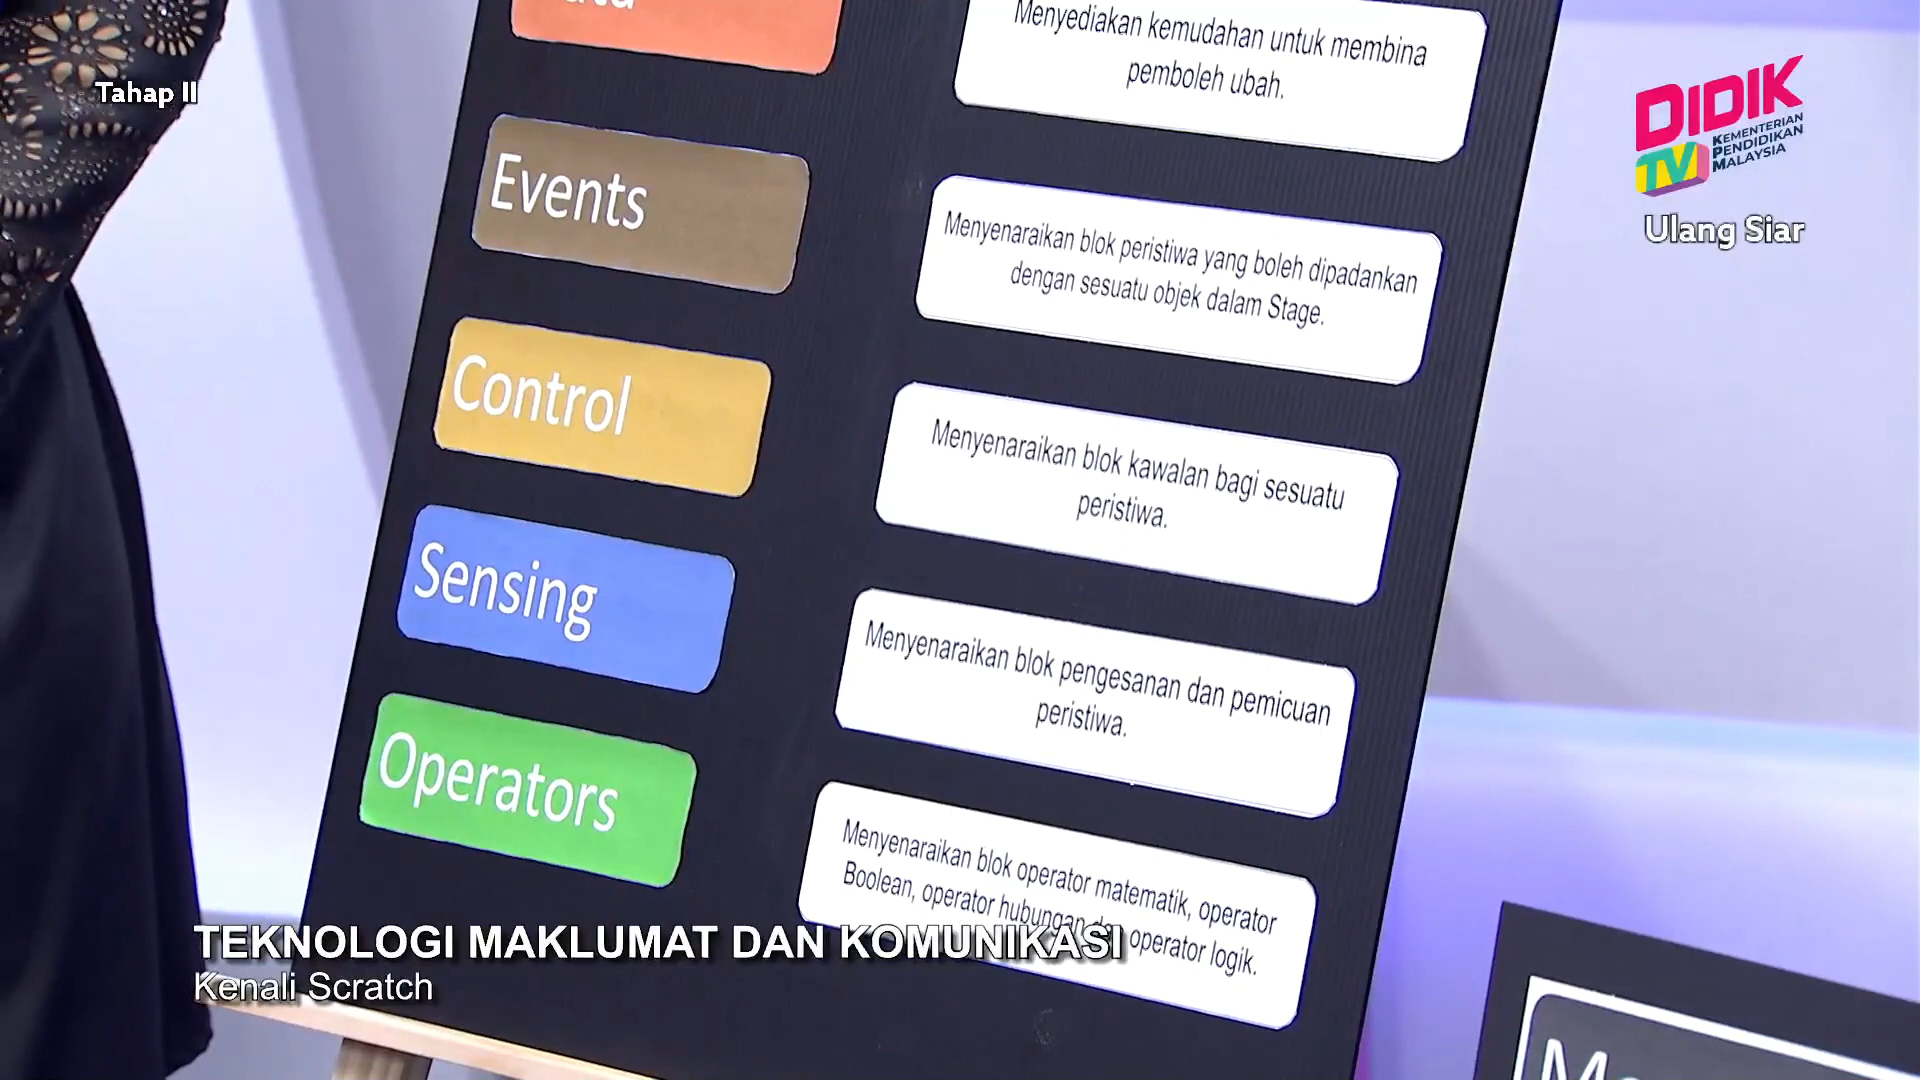 Tahap II
DIDIK
TV
KEMENTERIAN
PENDIDIKAN
MALAYSIA
Ulang Siar
Menyediakan kemudahan untuk membina
pemboleh ubah.
Events
Menyenaraikan blok peristiwa yang boleh dipadankan
dengan sesuatu objek dalam Stage.
Control
Menyenaraikan blok kawalan bagi sesuatu
peristiwa.
Sensing
Menyenaraikan blok pengesanan dan pemicuan
peristiwa.
Operators
Menyenaraikan blok operator matematik, operator
Boolean, operator hubungan dan operator logik.
TEKNOLOGI MAKLUMAT DAN KOMUNIKASI
Kenali Scratch